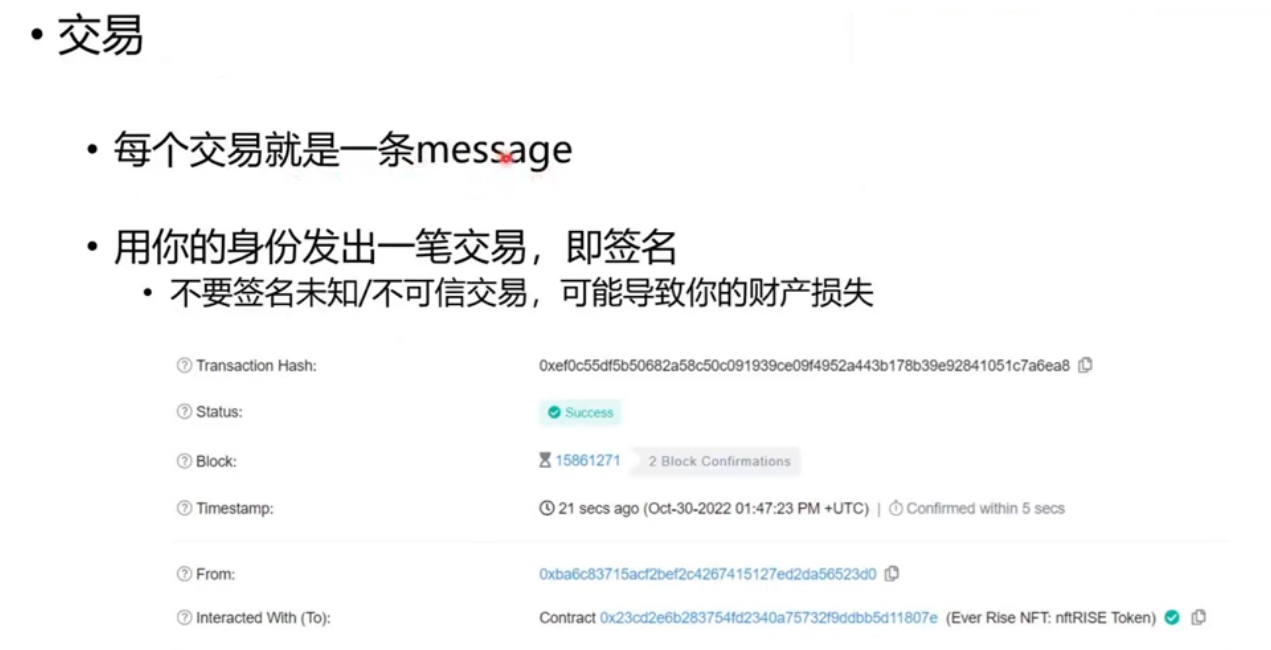 • 交易
• 每个交易就是一条message
• 用你的身份发出一笔交易，即签名
• 不要签名未知/不可信交易，可能导致你的财产损失
Transaction Hash: 0xef0c55df5b50682a58c50c091939ce09f4952a443b178b39e92841051c7a6ea8
Status: Success
Block: 15861271 2 Block Confirmations
Timestamp: 21 secs ago (Oct-30-2022 01:47:23 PM +UTC) | Confirmed within 5 secs
From: 0xba6c83715acf2bef2c4267415127ed2da56523d0
Interacted With (To): Contract 0x23cd2e6b283754fd2340a75732f9ddbb5d11807e (Ever Rise NFT: nftRISE Token)